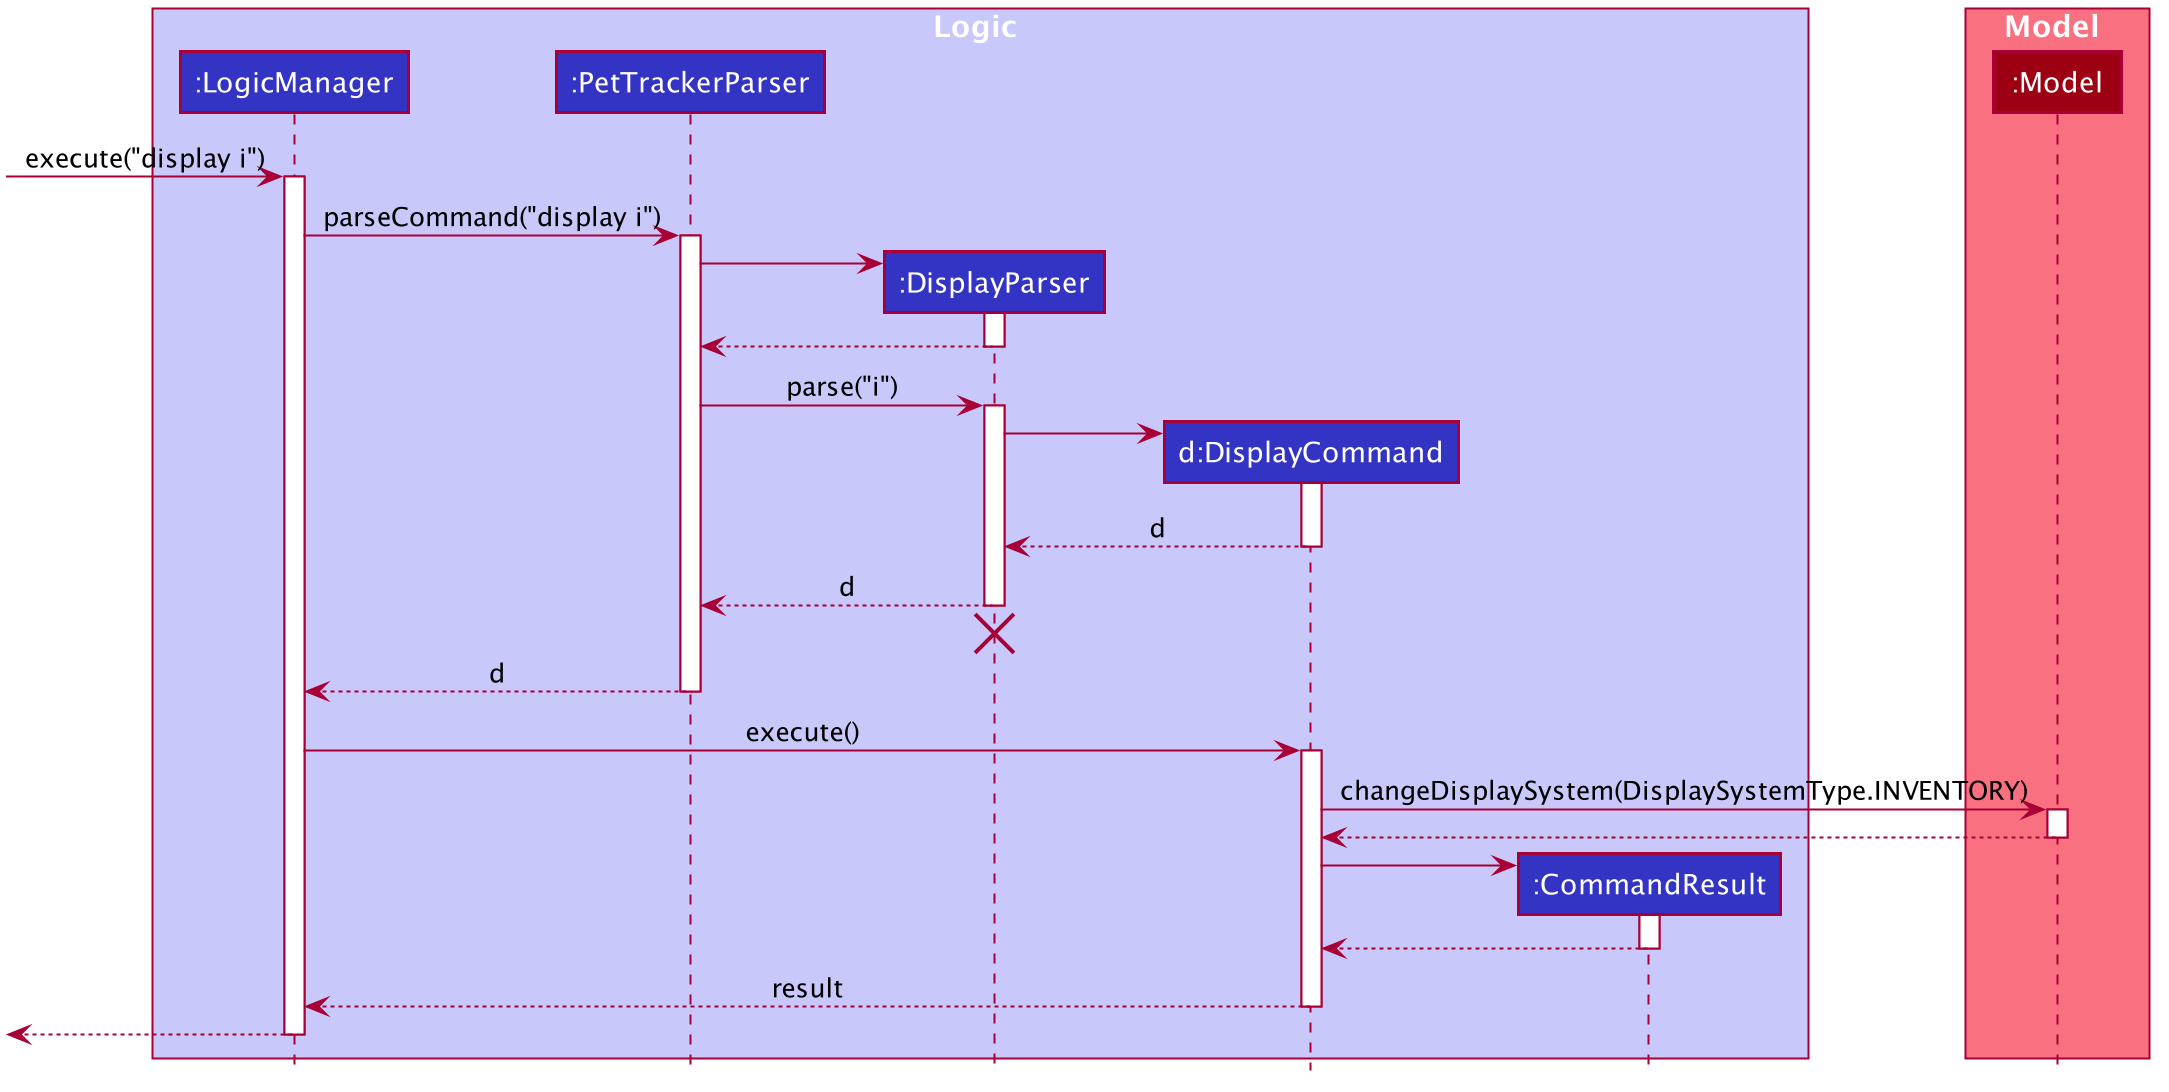 Logic
Model
:LogicManager
:PetTrackerParser
:Model
execute("display i")
parseCommand("display i")
:DisplayParser
parse("i")
d:DisplayCommand
d
d
d
execute()
changeDisplaySystem(DisplaySystemType.INVENTORY)
:CommandResult
result